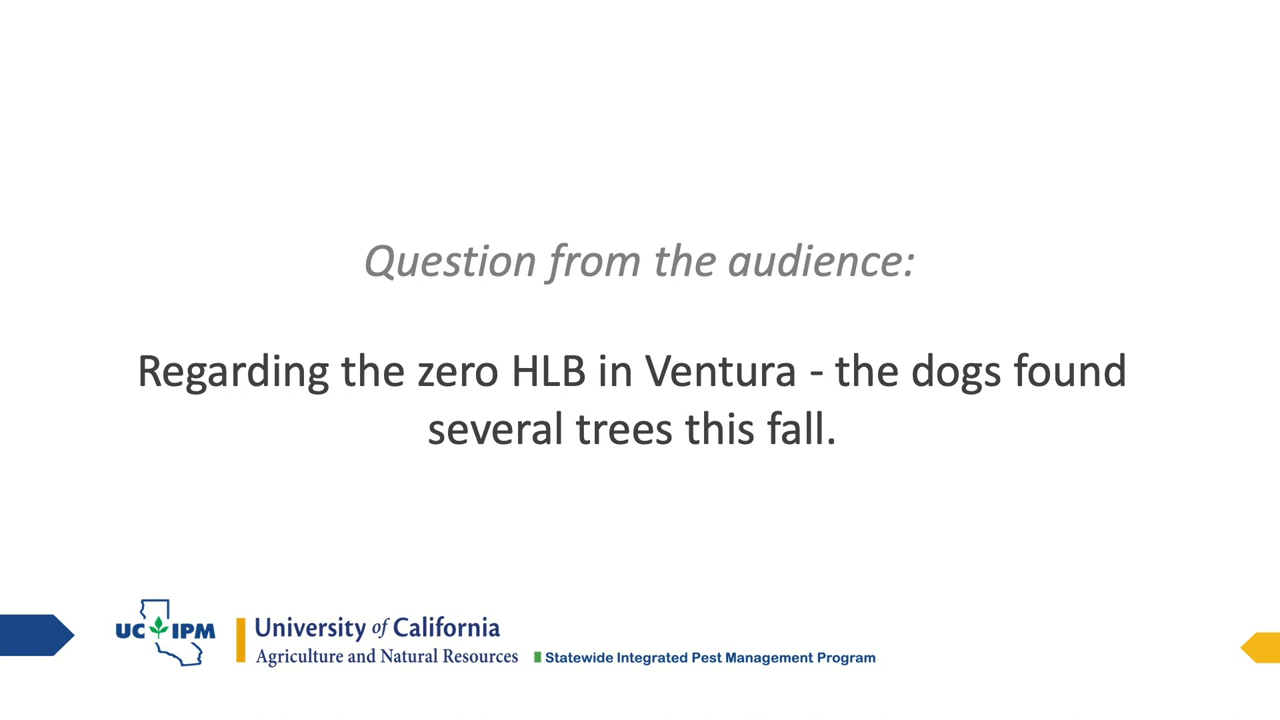 Question from the audience:
Regarding the zero HLB in Ventura - the dogs found
several trees this fall.
UC IPM
University of California
Agriculture and Natural Resources
Statewide Integrated Pest Management Program